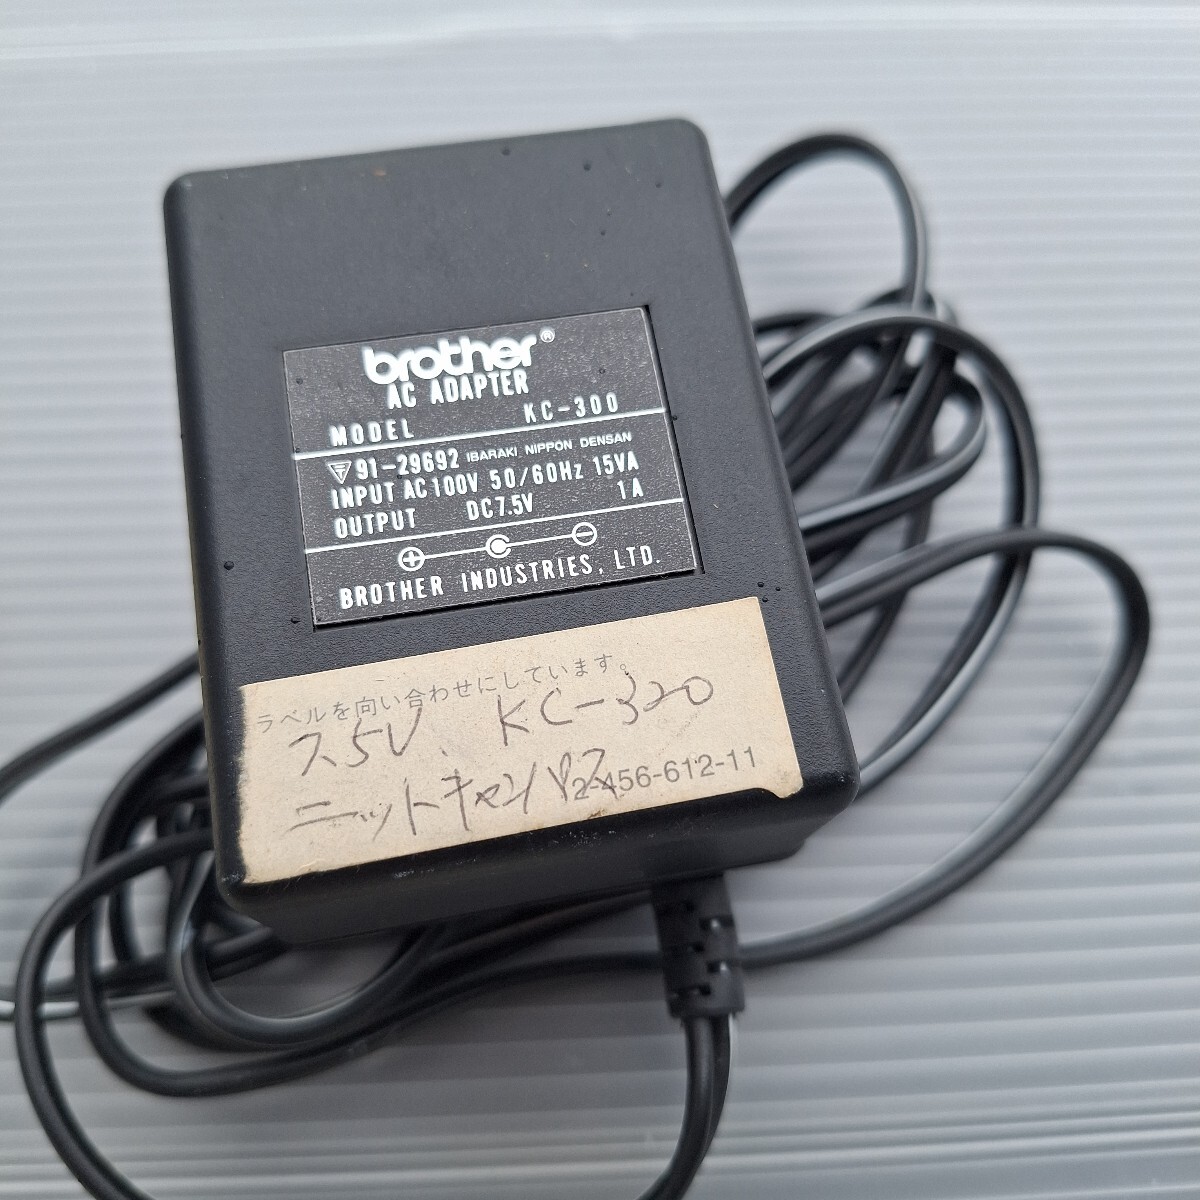 brother®
AC ADAPTER
MODEL KC-300
91-29692 IBARAKI NIPPON DENSAN
INPUT AC100V 50/60Hz 15VA
OUTPUT DC7.5V 1A
BROTHER INDUSTRIES, LTD.
ラベルを向い合わせにしています。
7.5V、KC-320
ニットキャンパス
2-456-612-11